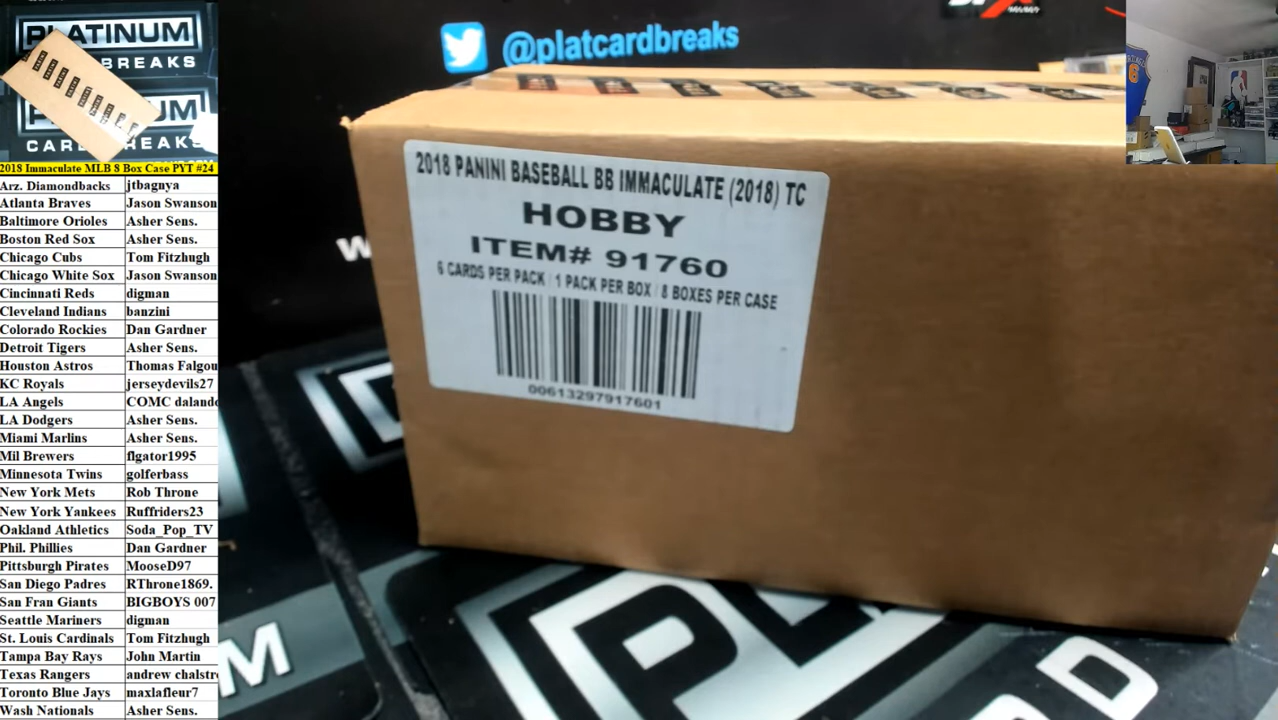 PLATINUM
BREAKS
CARD BREAKS
@platcardbreaks
2018 Immaculate MLB 8 Box Case PYT #24
Arz. Diamondbacks jtbagnya
Atlanta Braves Jason Swanson
Baltimore Orioles Asher Sens.
Boston Red Sox Asher Sens.
Chicago Cubs Tom Fitzhugh
Chicago White Sox Jason Swanson
Cincinnati Reds digman
Cleveland Indians banzini
Colorado Rockies Dan Gardner
Detroit Tigers Asher Sens.
Houston Astros Thomas Falgou
KC Royals jerseydevils27
LA Angels COMC dalando
LA Dodgers Asher Sens.
Miami Marlins Asher Sens.
Mil Brewers flgator1995
Minnesota Twins golferbass
New York Mets Rob Throne
New York Yankees Ruffriders23
Oakland Athletics Soda_Pop_TV
Phil. Phillies Dan Gardner
Pittsburgh Pirates MooseD97
San Diego Padres RThrone1869.
San Fran Giants BIGBOYS 007
Seattle Mariners digman
St. Louis Cardinals Tom Fitzhugh
Tampa Bay Rays John Martin
Texas Rangers andrew chalstr
Toronto Blue Jays maxlafleur7
Wash Nationals Asher Sens.
2018 PANINI BASEBALL BB IMMACULATE (2018) TC
HOBBY
ITEM# 91760
6 CARDS PER PACK / 1 PACK PER BOX / 8 BOXES PER CASE
00613297917601